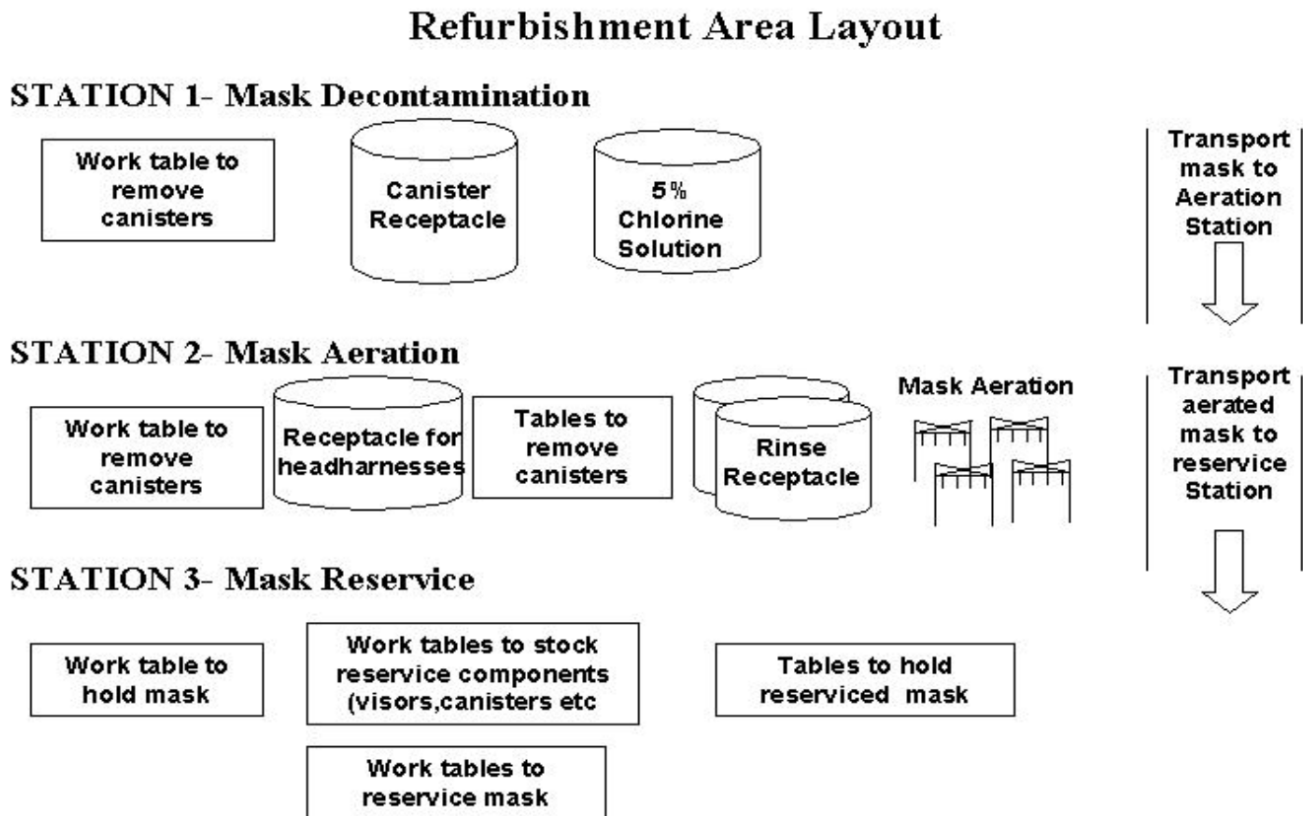 Refurbishment Area Layout
STATION 1- Mask Decontamination
Work table to
remove
canisters
Canister
Receptacle
5%
Chlorine
Solution
Transport
mask to
Aeration
Station
STATION 2- Mask Aeration
Work table to
remove
canisters
Receptacle for
headharnesses
Tables to
remove
canisters
Rinse
Receptacle
Mask Aeration
Transport
aerated
mask to
reservice
Station
STATION 3- Mask Reservice
Work table to
hold mask
Work tables to stock
reservice components
(visors,canisters etc
Tables to hold
reserviced mask
Work tables to
reservice mask